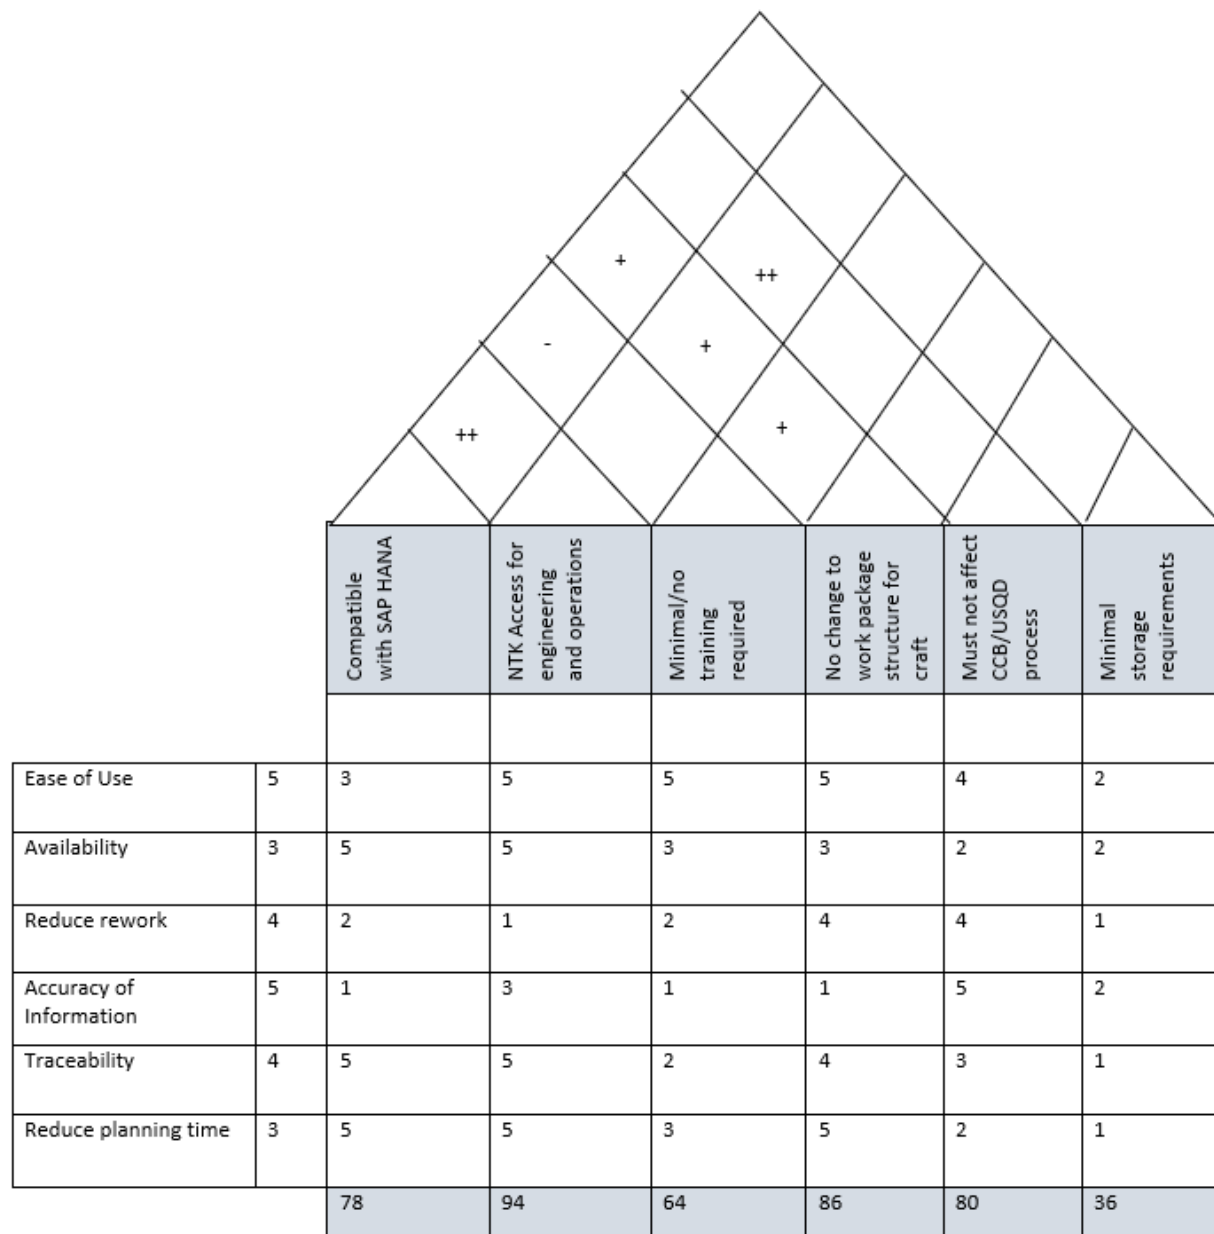 +
++
-
+
++
+
Compatible
with SAP HANA
NTK Access for
engineering
and operations
Minimal/no
training
required
No change to
work package
structure for
craft
Must not affect
CCB/USQD
process
Minimal
storage
requirements
Ease of Use 5 3 5 5 5 4 2
Availability 3 5 5 3 3 2 2
Reduce rework 4 2 1 2 4 4 1
Accuracy of
Information 5 1 3 1 1 5 2
Traceability 4 5 5 2 4 3 1
Reduce planning time 3 5 5 3 5 2 1
78 94 64 86 80 36